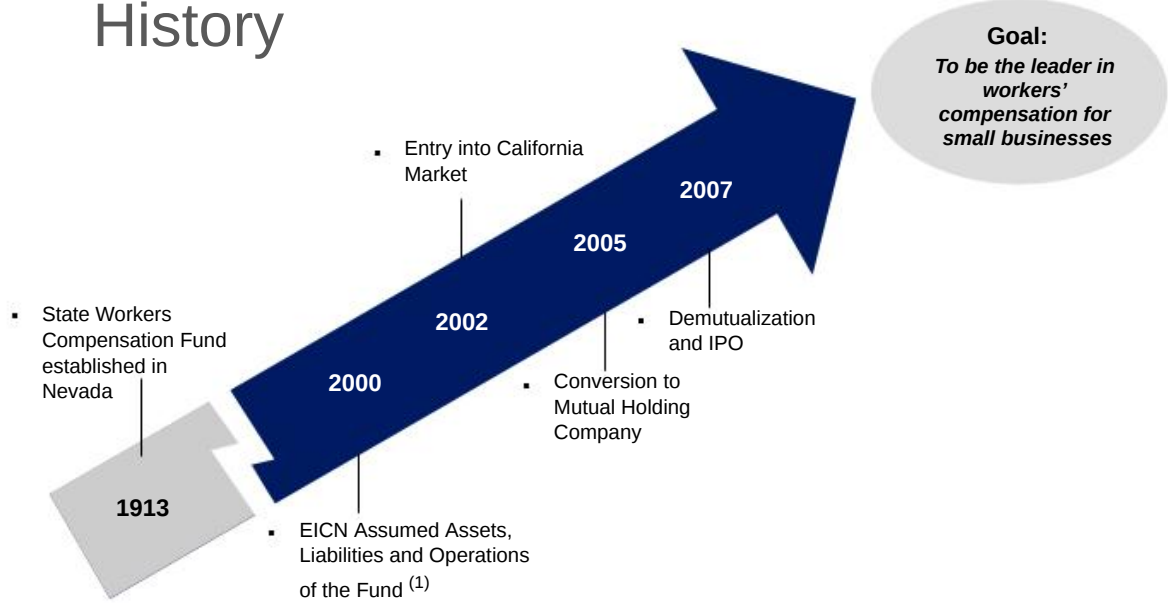 History
Goal:
To be the leader in
workers’
compensation for
small businesses
▪ Entry into California
Market
2007
2005
▪ State Workers
Compensation Fund
established in
Nevada
2002
▪ Demutualization
and IPO
2000
▪ Conversion to
Mutual Holding
Company
1913
▪ EICN Assumed Assets,
Liabilities and Operations
of the Fund (1)